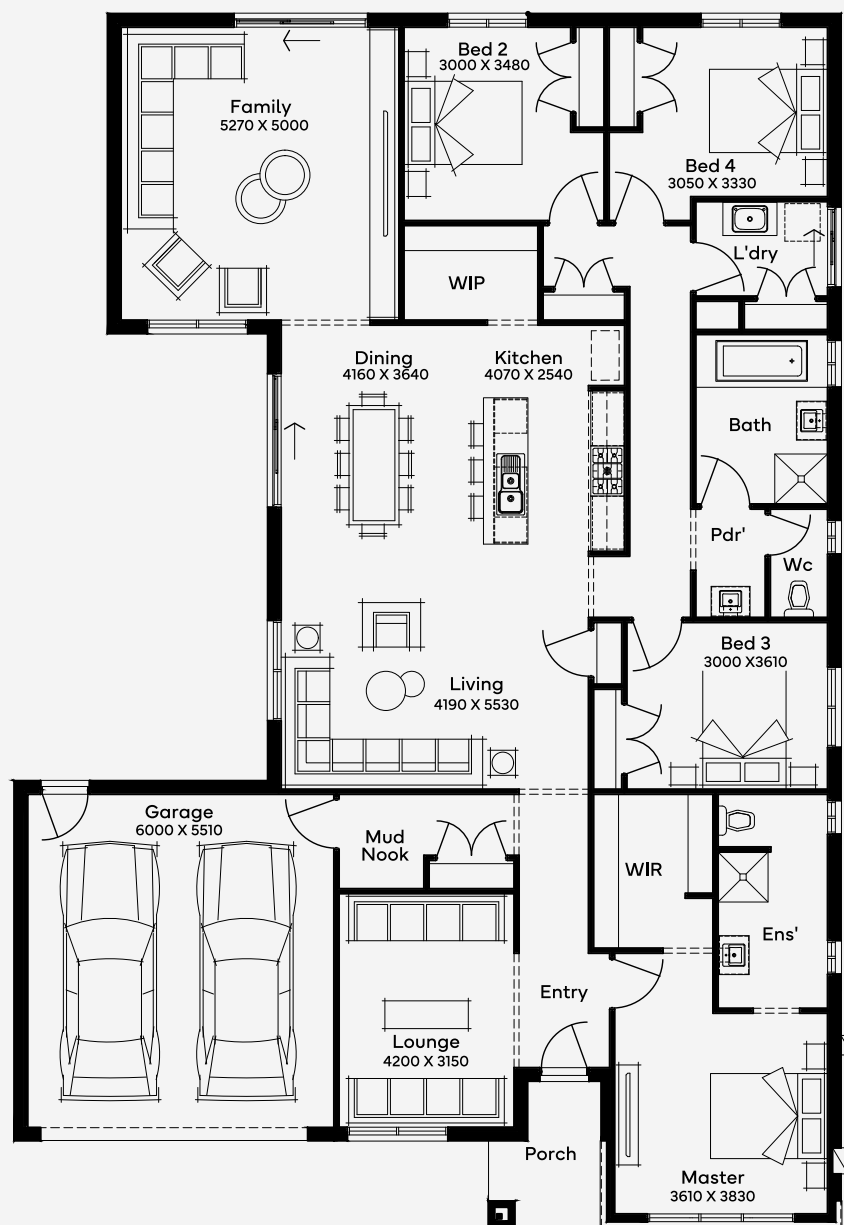 Family
5270 X 5000
Bed 2
3000 X 3480
Bed 4
3050 X 3330
L'dry
WIP
Dining
4160 X 3640
Kitchen
4070 X 2540
Bath
Pdr'
Wc
Bed 3
3000 X3610
Living
4190 X 5530
Garage
6000 X 5510
Mud
Nook
WIR
Ens'
Entry
Lounge
4200 X 3150
Porch
Master
3610 X 3830